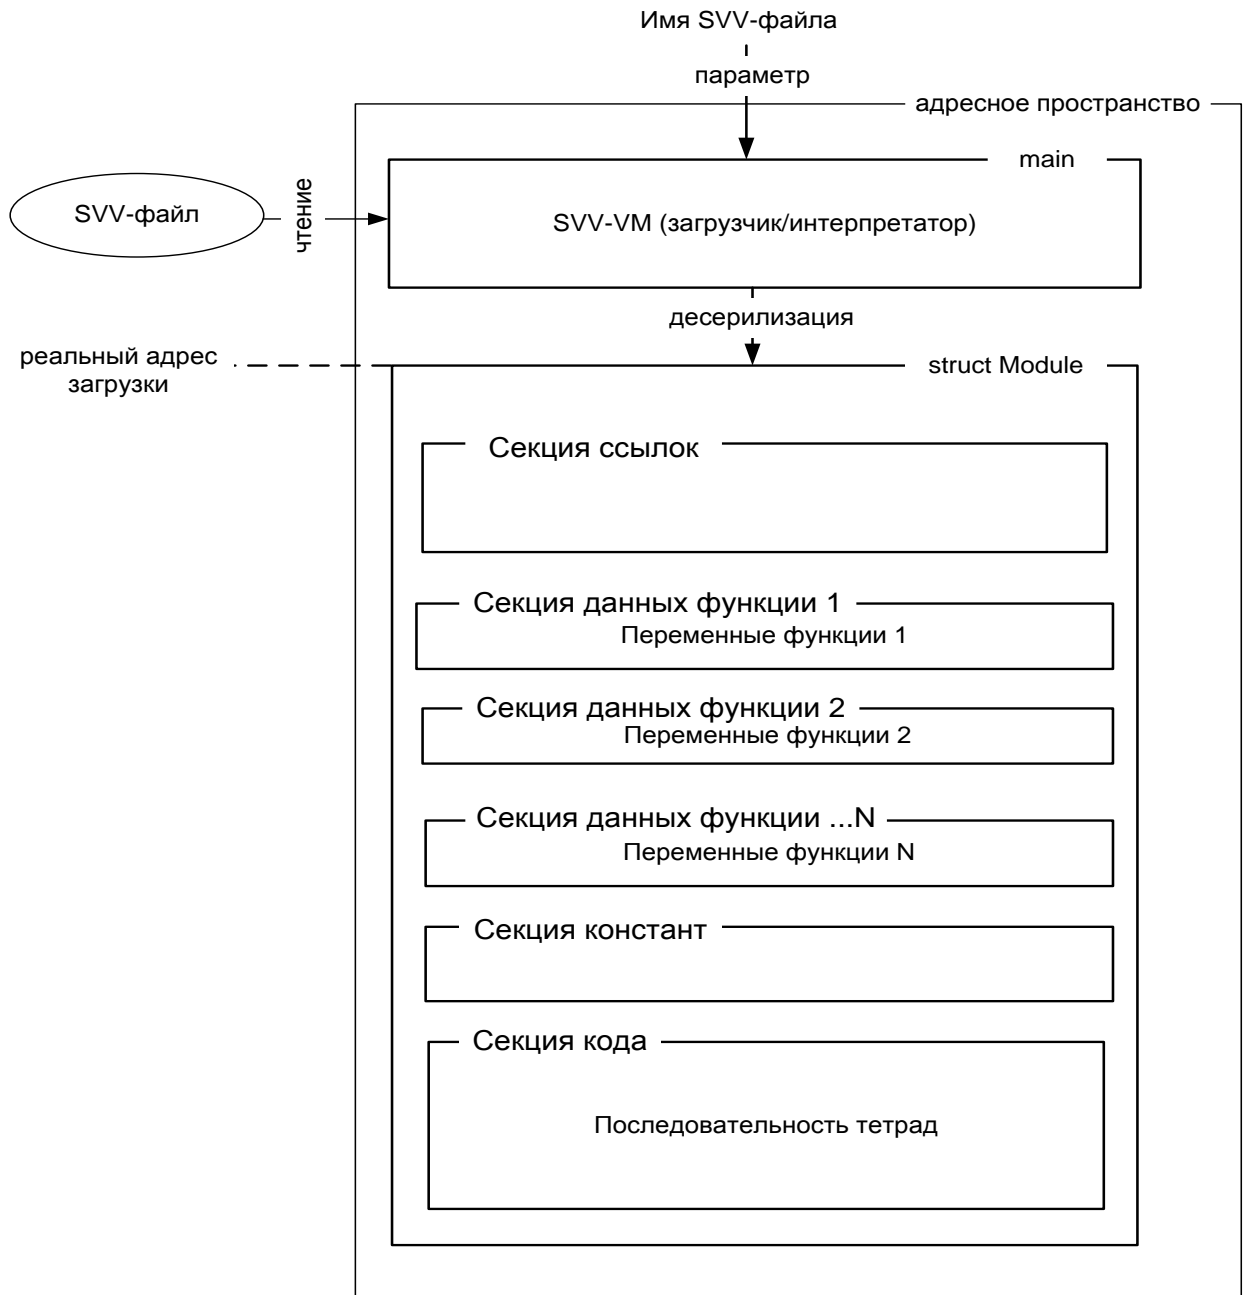 Имя SVV-файла
параметр
адресное пространство
main
SVV-файл
чтение
SVV-VM (загрузчик/интерпретатор)
десерилизация
реальный адрес
загрузки
struct Module
Секция ссылок
Секция данных функции 1
Переменные функции 1
Секция данных функции 2
Переменные функции 2
Секция данных функции ...N
Переменные функции N
Секция констант
Секция кода
Последовательность тетрад